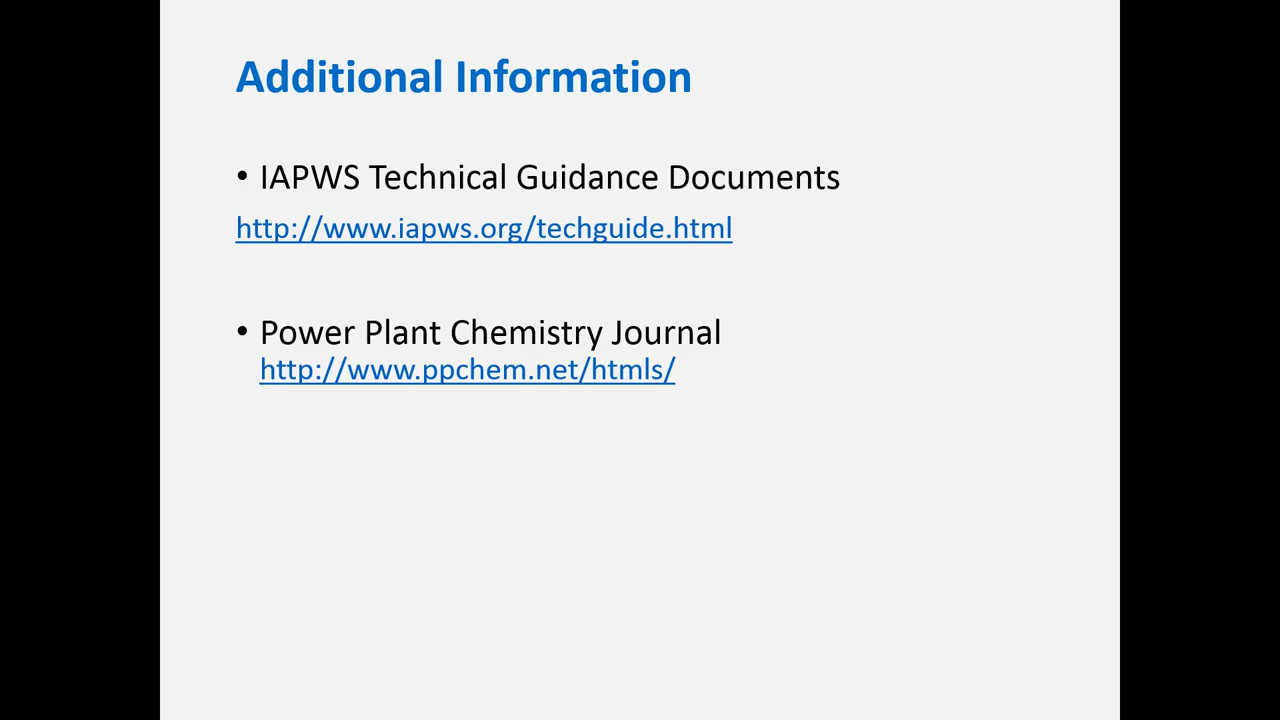 Additional Information
• IAPWS Technical Guidance Documents
http://www.iapws.org/techguide.html
• Power Plant Chemistry Journal
http://www.ppchem.net/htmls/